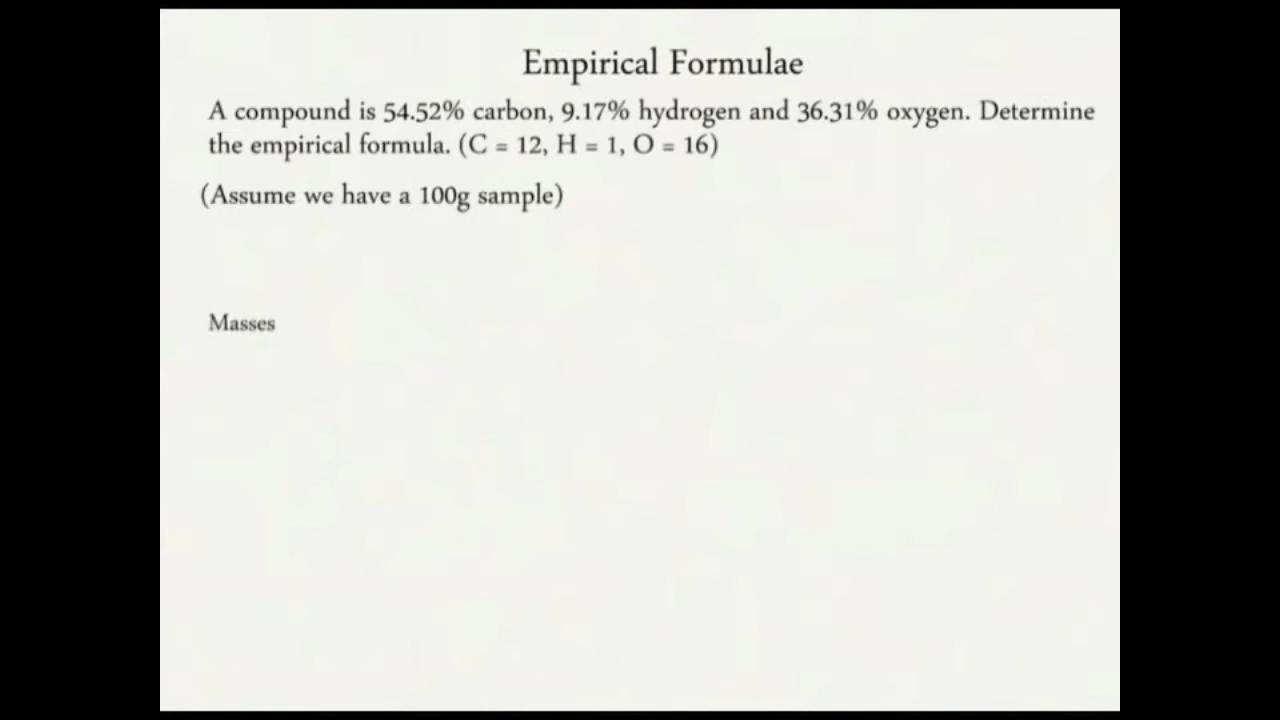 Empirical Formulae
A compound is 54.52% carbon, 9.17% hydrogen and 36.31% oxygen. Determine
the empirical formula. (C = 12, H = 1, O = 16)
(Assume we have a 100g sample)
Masses